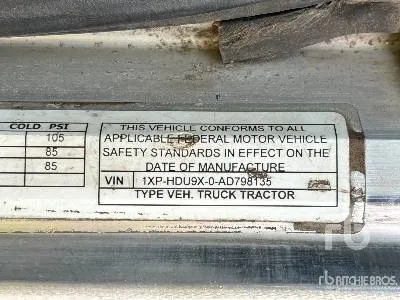 COLD PSI
105
85
85
THIS VEHICLE CONFORMS TO ALL
APPLICABLE FEDERAL MOTOR VEHICLE
SAFETY STANDARDS IN EFFECT ON THE
DATE OF MANUFACTURE
VIN 1XP-HDU9X-0-AD798135
TYPE VEH. TRUCK TRACTOR
rb
RITCHIE BROS.